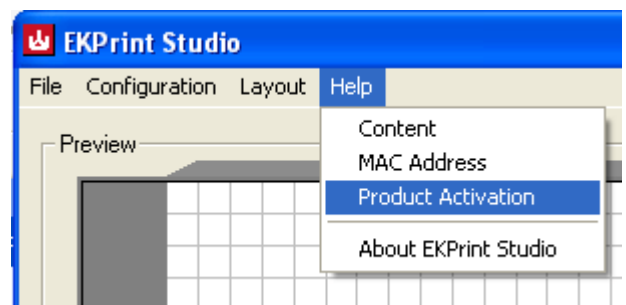 EKPrint Studio
File Configuration Layout Help
Content
Preview
MAC Address
Product Activation
About EKPrint Studio